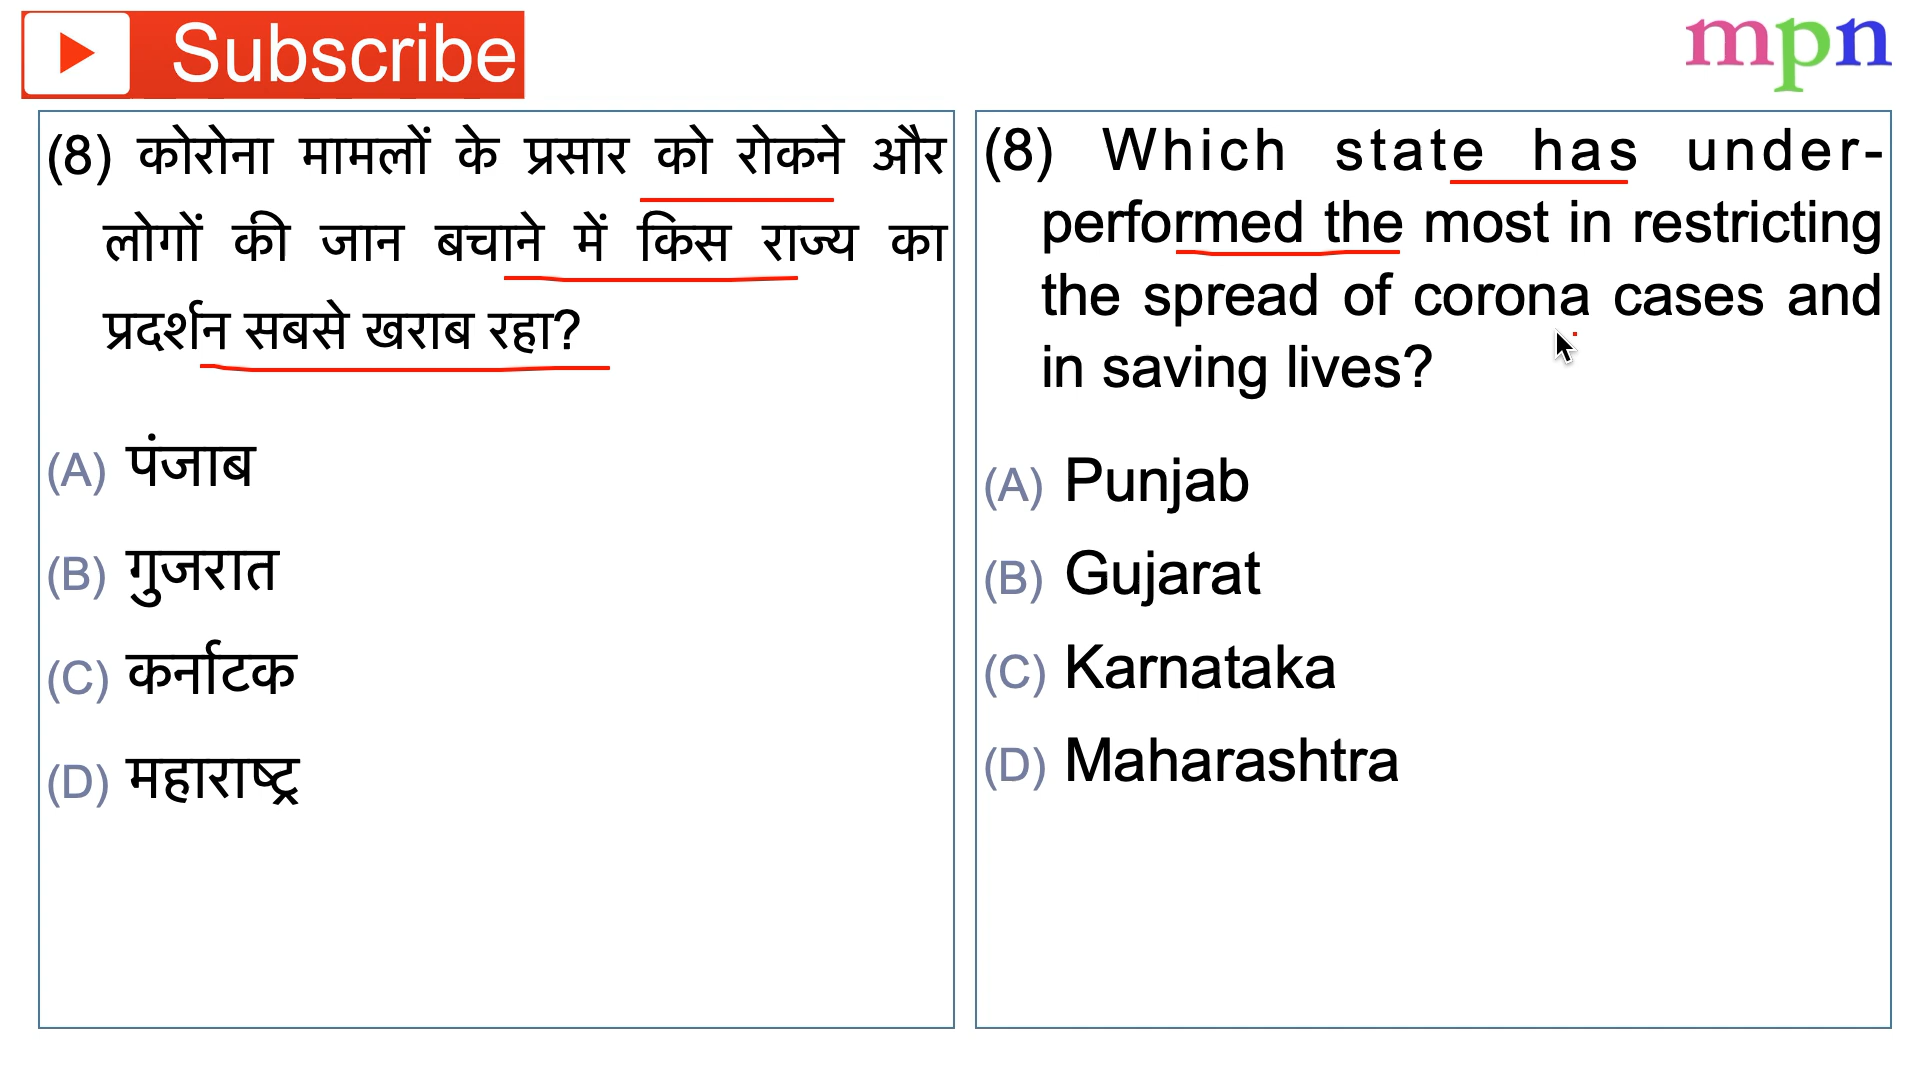 Subscribe
mpn
(8) कोरोना मामलों के प्रसार को रोकने और
लोगों की जान बचाने में किस राज्य का
प्रदर्शन सबसे खराब रहा?
(A) पंजाब
(B) गुजरात
(C) कर्नाटक
(D) महाराष्ट्र
(8) Which state has under-
performed the most in restricting
the spread of corona cases and
in saving lives?
(A) Punjab
(B) Gujarat
(C) Karnataka
(D) Maharashtra